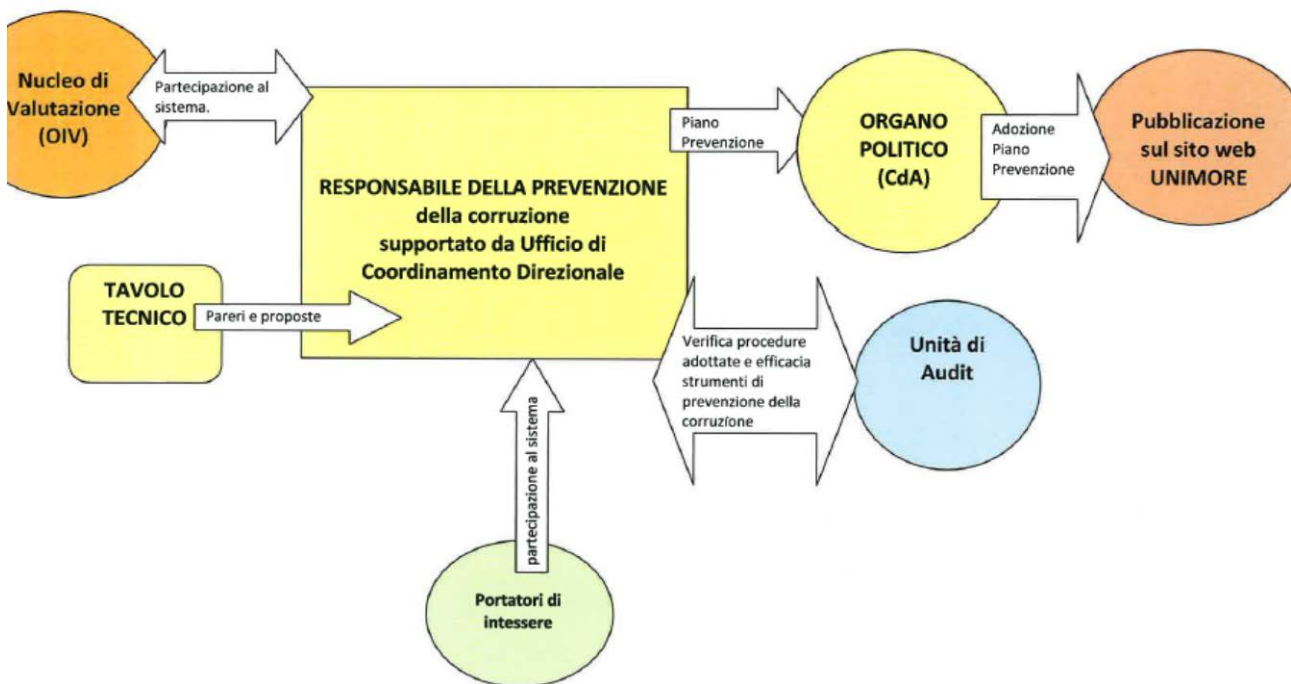 Nucleo di
Valutazione
(OIV)
Partecipazione al
sistema.
RESPONSABILE DELLA PREVENZIONE
della corruzione
supportato da Ufficio di
Coordinamento Direzionale
Piano
Prevenzione
ORGANO
POLITICO
(CdA)
Adozione
Piano
Prevenzione
Pubblicazione
sul sito web
UNIMORE
TAVOLO
TECNICO
Pareri e proposte
Verifica procedure
adottate e efficacia
strumenti di
prevenzione della
corruzione
Unità di
Audit
partecipazione al sistema
Portatori di
intessere